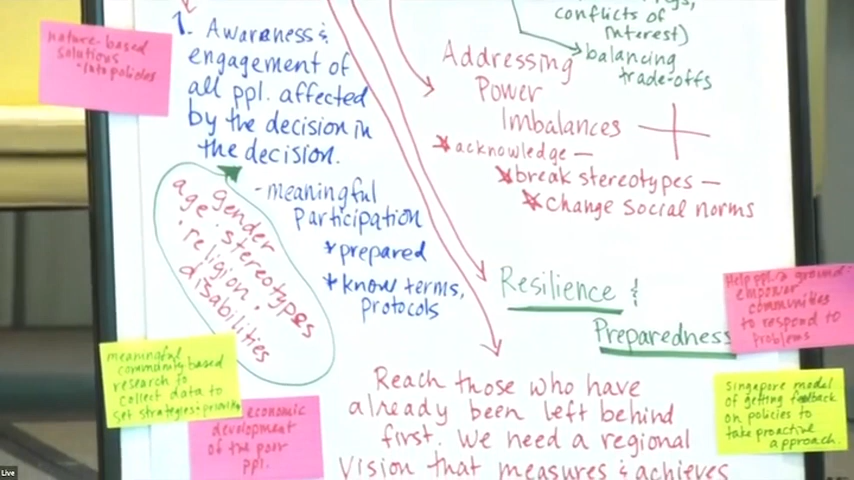 nature-based
solutions
- into policies
1. Awareness &
engagement of
all ppl. affected
by the decision in
the decision.
- meaningful
participation
* prepared
* know terms,
protocols
gender
age · stereotypes
· religion ·
disabilities
conflicts of
interest)
balancing
trade-offs
Addressing
Power
Imbalances
* acknowledge —
* break stereotypes —
* change social norms
Resilience &
Preparedness
Help ppl. @ ground:
empower
communities
to respond to
problems.
meaningful
community based
research to
collect data to
set strategies &
economic
development
of the poor
ppl.
Reach those who have
already been left behind
first. We need a regional
vision that measures & achieves
Singapore model
of getting feedback
on policies to
take proactive
approach.
Live